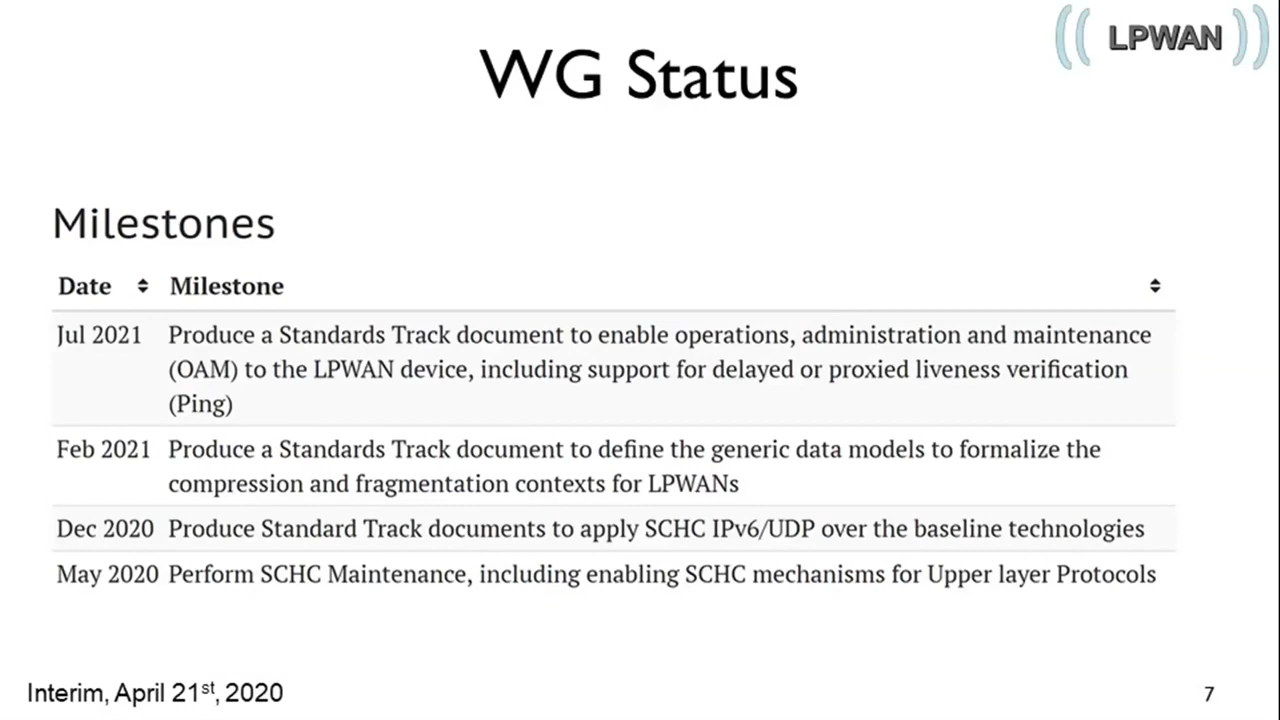 LPWAN
WG Status
Milestones
Date Milestone
Jul 2021 Produce a Standards Track document to enable operations, administration and maintenance
(OAM) to the LPWAN device, including support for delayed or proxied liveness verification
(Ping)
Feb 2021 Produce a Standards Track document to define the generic data models to formalize the
compression and fragmentation contexts for LPWANs
Dec 2020 Produce Standard Track documents to apply SCHC IPv6/UDP over the baseline technologies
May 2020 Perform SCHC Maintenance, including enabling SCHC mechanisms for Upper layer Protocols
Interim, April 21st, 2020
7